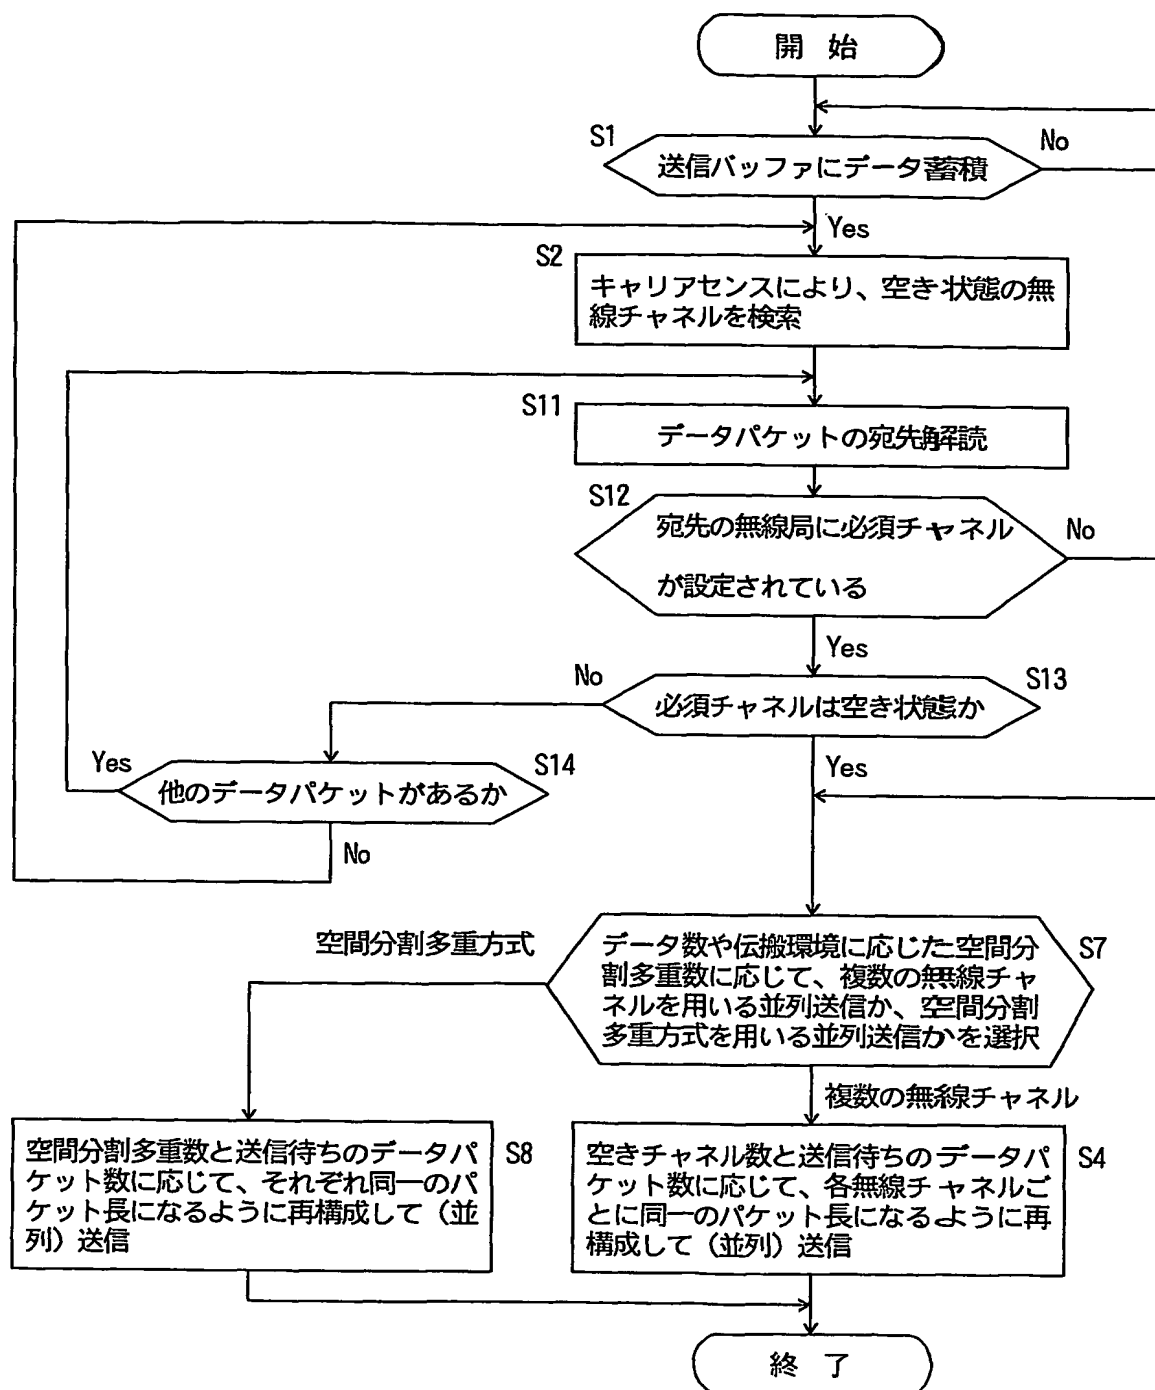 開 始
S1
送信バッファにデータ蓄積
No
Yes
S2
キャリアセンスにより、空き状態の無
線チャネルを検索
S11
データパケットの宛先解読
S12
宛先の無線局に必須チャネル
が設定されている
No
Yes
No
S13
必須チャネルは空き状態か
Yes
S14
他のデータパケットがあるか
Yes
No
空間分割多重方式
S7
データ数や伝搬環境に応じた空間分
割多重数に応じて、複数の無線チャ
ネルを用いる並列送信か、空間分割
多重方式を用いる並列送信かを選択
複数の無線チャネル
空間分割多重数と送信待ちのデータパ
ケット数に応じて、それぞれ同一のパ
ケット長になるように再構成して（並
列）送信
S8
空きチャネル数と送信待ちのデータパ
ケット数に応じて、各無線チャネルご
とに同一のパケット長になるように再
構成して（並列）送信
S4
終 了